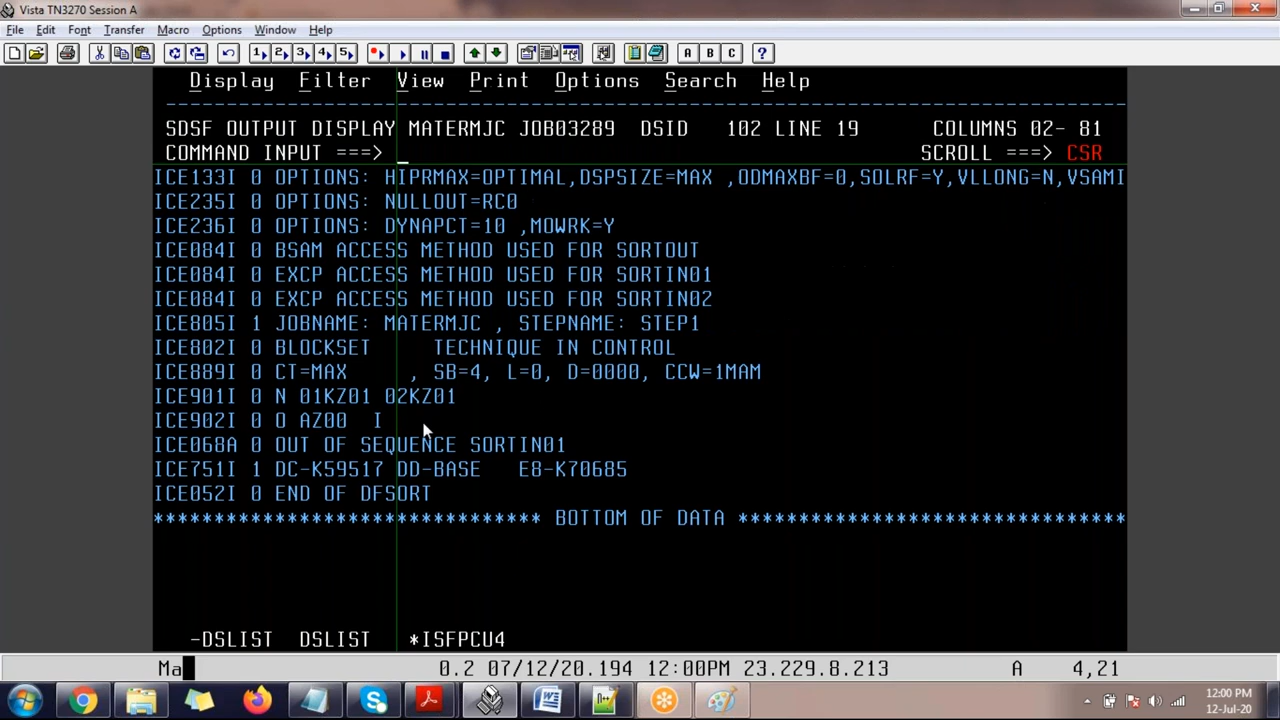 Vista TN3270 Session A
File Edit Font Transfer Macro Options Window Help
1 2 3 4 5 A B C ?
Display Filter View Print Options Search Help
--------------------------------------------------------------------------------
SDSF OUTPUT DISPLAY MATERMJC JOB03289 DSID 102 LINE 19 COLUMNS 02- 81
COMMAND INPUT ===> _ SCROLL ===> CSR
ICE133I 0 OPTIONS: HIPRMAX=OPTIMAL,DSPSIZE=MAX ,ODMAXBF=0,SOLRF=Y,VLLONG=N,VSAMI
ICE235I 0 OPTIONS: NULLOUT=RC0
ICE236I 0 OPTIONS: DYNAPCT=10 ,MOWRK=Y
ICE084I 0 BSAM ACCESS METHOD USED FOR SORTOUT
ICE084I 0 EXCP ACCESS METHOD USED FOR SORTIN01
ICE084I 0 EXCP ACCESS METHOD USED FOR SORTIN02
ICE805I 1 JOBNAME: MATERMJC , STEPNAME: STEP1
ICE802I 0 BLOCKSET TECHNIQUE IN CONTROL
ICE889I 0 CT=MAX , SB=4, L=0, D=0000, CCW=1MAM
ICE901I 0 N 01KZ01 02KZ01
ICE902I 0 O AZ00 I
ICE068A 0 OUT OF SEQUENCE SORTIN01
ICE751I 1 DC-K59517 DD-BASE E8-K70685
ICE052I 0 END OF DFSORT
******************************** BOTTOM OF DATA ********************************
-DSLIST DSLIST *ISFPCU4
Ma 0.2 07/12/20.194 12:00PM 23.229.8.213 A 4,21
12:00 PM
12-Jul-20